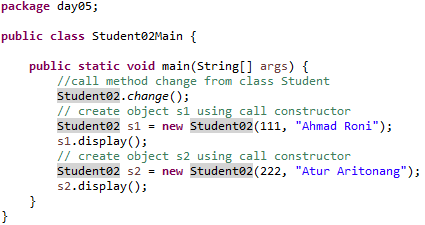 package day05;
public class Student02Main {
public static void main(String[] args) {
//call method change from class Student
Student02.change();
// create object s1 using call constructor
Student02 s1 = new Student02(111, "Ahmad Roni");
s1.display();
// create object s2 using call constructor
Student02 s2 = new Student02(222, "Atur Aritonang");
s2.display();
}
}